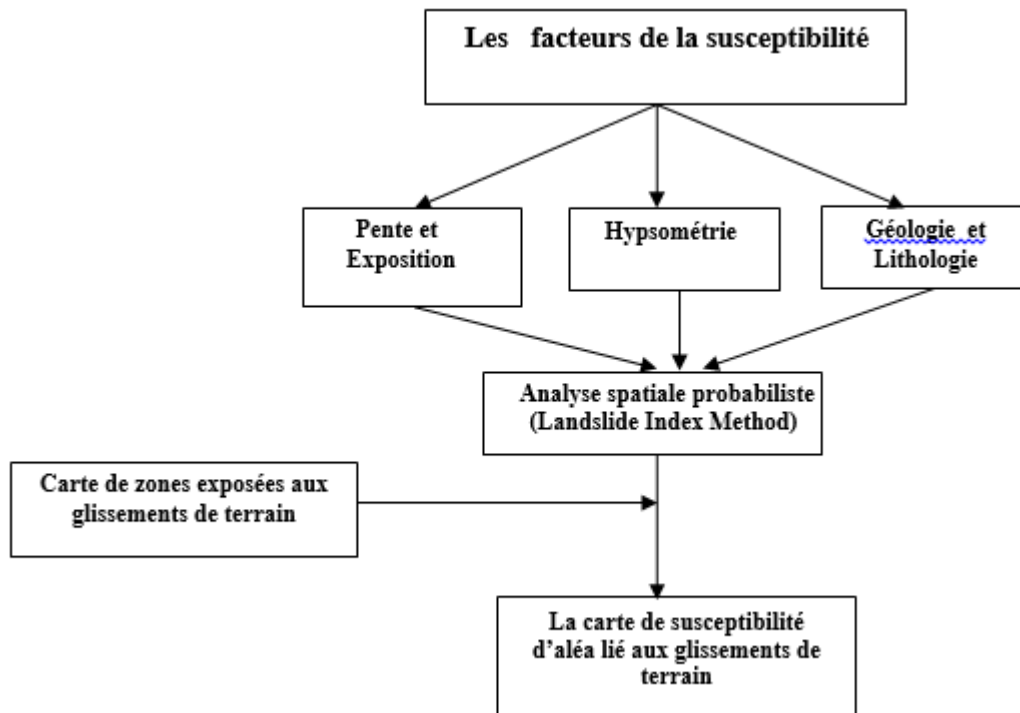 Les facteurs de la susceptibilité
Pente et
Exposition
Hypsométrie
Géologie et
Lithologie
Analyse spatiale probabiliste
(Landslide Index Method)
Carte de zones exposées aux
glissements de terrain
La carte de susceptibilité
d’aléa lié aux glissements de
terrain